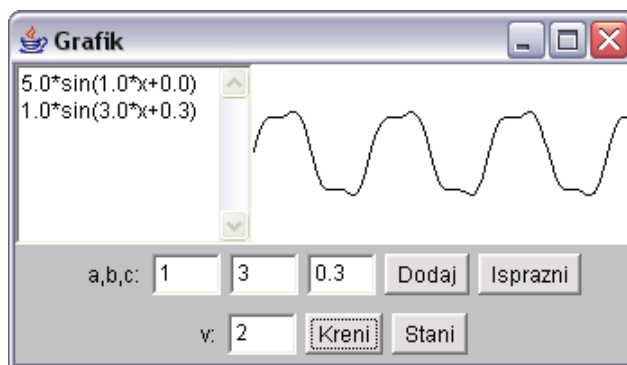 Grafik
5.0*sin(1.0*x+0.0)
1.0*sin(3.0*x+0.3)
a,b,c: 1 3 0.3 Dodaj Isprazni
v: 2 Kreni Stani